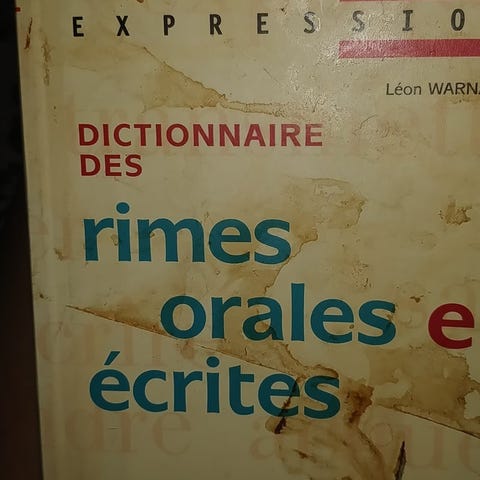 EXPRESSIO
Léon WARNA
DICTIONNAIRE
DES
rimes
orales e
écrites